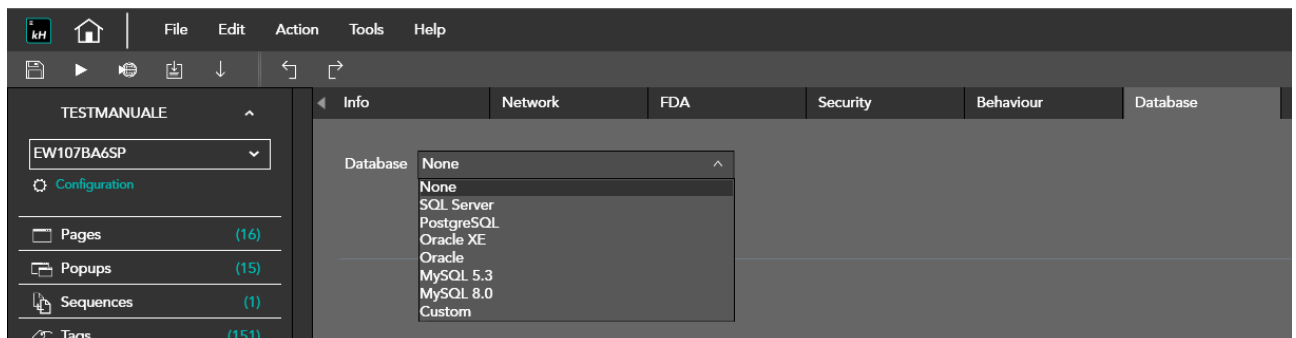 kH File Edit Action Tools Help
TESTMANUALE
EW107BA6SP
Configuration
Pages (16)
Popups (15)
Sequences (1)
Tags (151)
Info Network FDA Security Behaviour Database
Database None
None
SQL Server
PostgreSQL
Oracle XE
Oracle
MySQL 5.3
MySQL 8.0
Custom